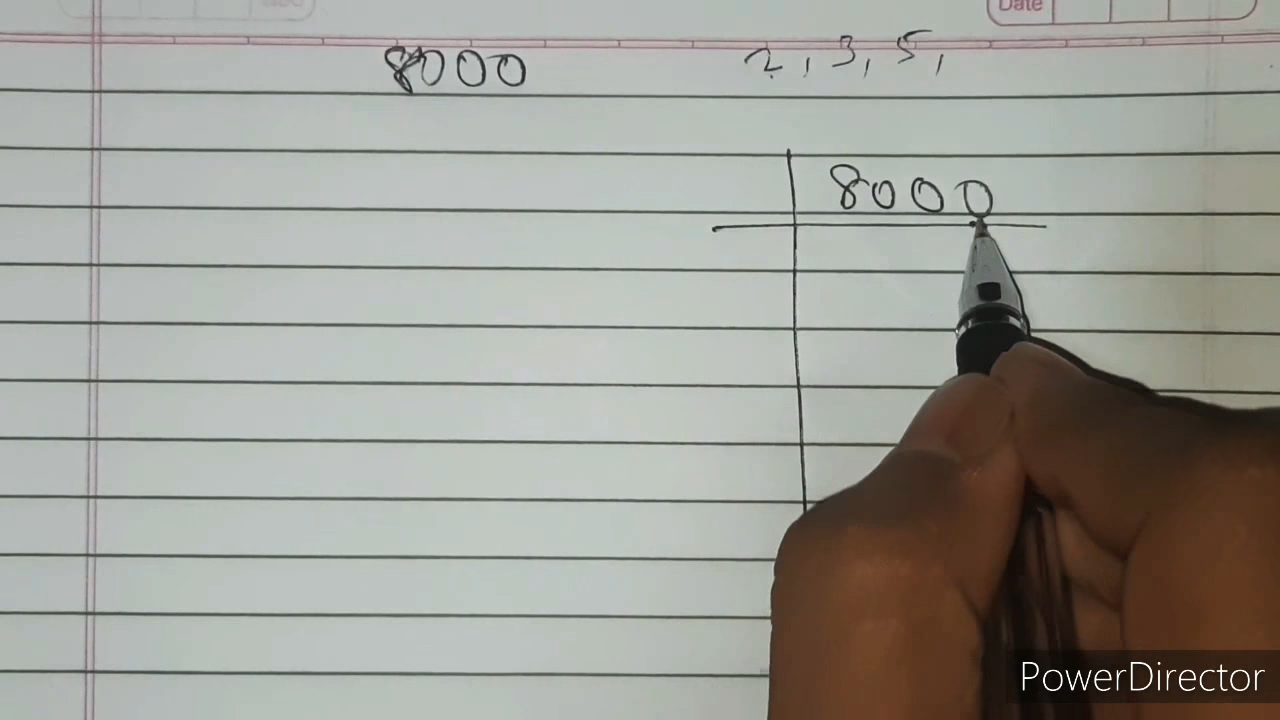 Date
8000 2, 3, 5,
8000
PowerDirector